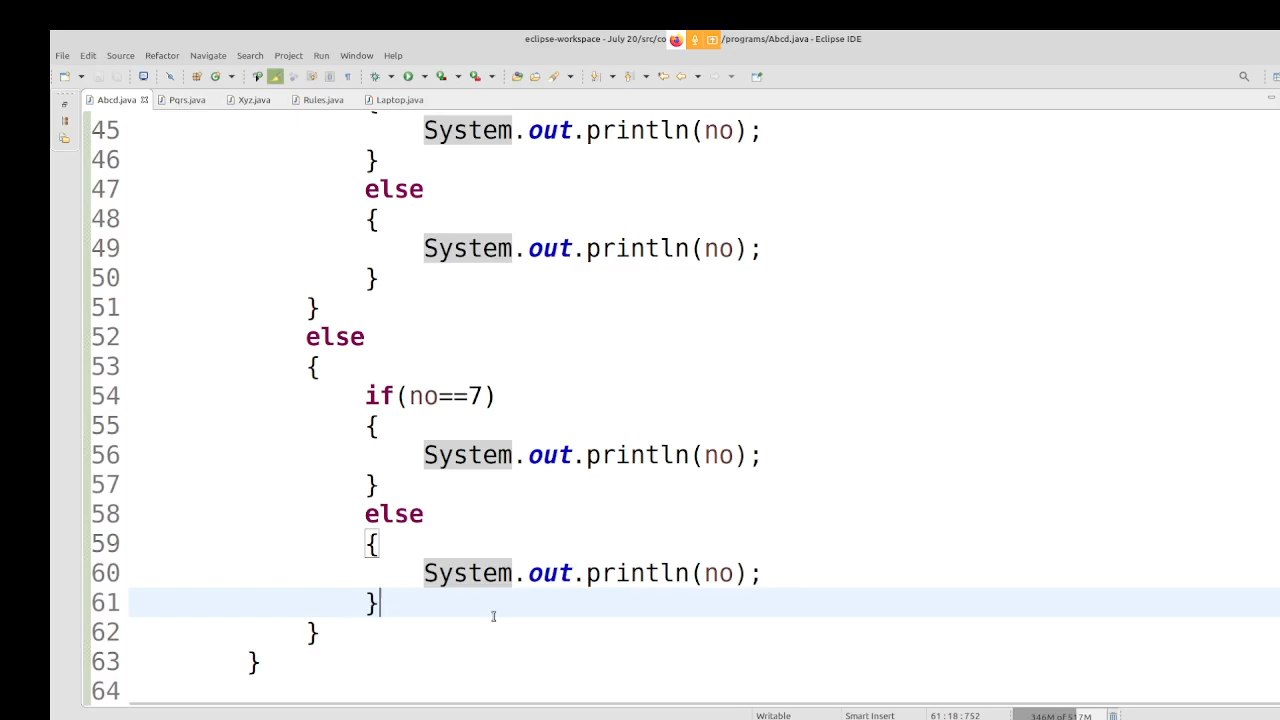 eclipse-workspace - July 20/src/co /programs/Abcd.java - Eclipse IDE
File Edit Source Refactor Navigate Search Project Run Window Help
Abcd.java Pqrs.java Xyz.java Rules.java Laptop.java
45 System.out.println(no);
46 }
47 else
48 {
49 System.out.println(no);
50 }
51 }
52 else
53 {
54 if(no==7)
55 {
56 System.out.println(no);
57 }
58 else
59 {
60 System.out.println(no);
61 }
62 }
63 }
64
Writable Smart Insert 61 : 18 : 752 346M of 517M